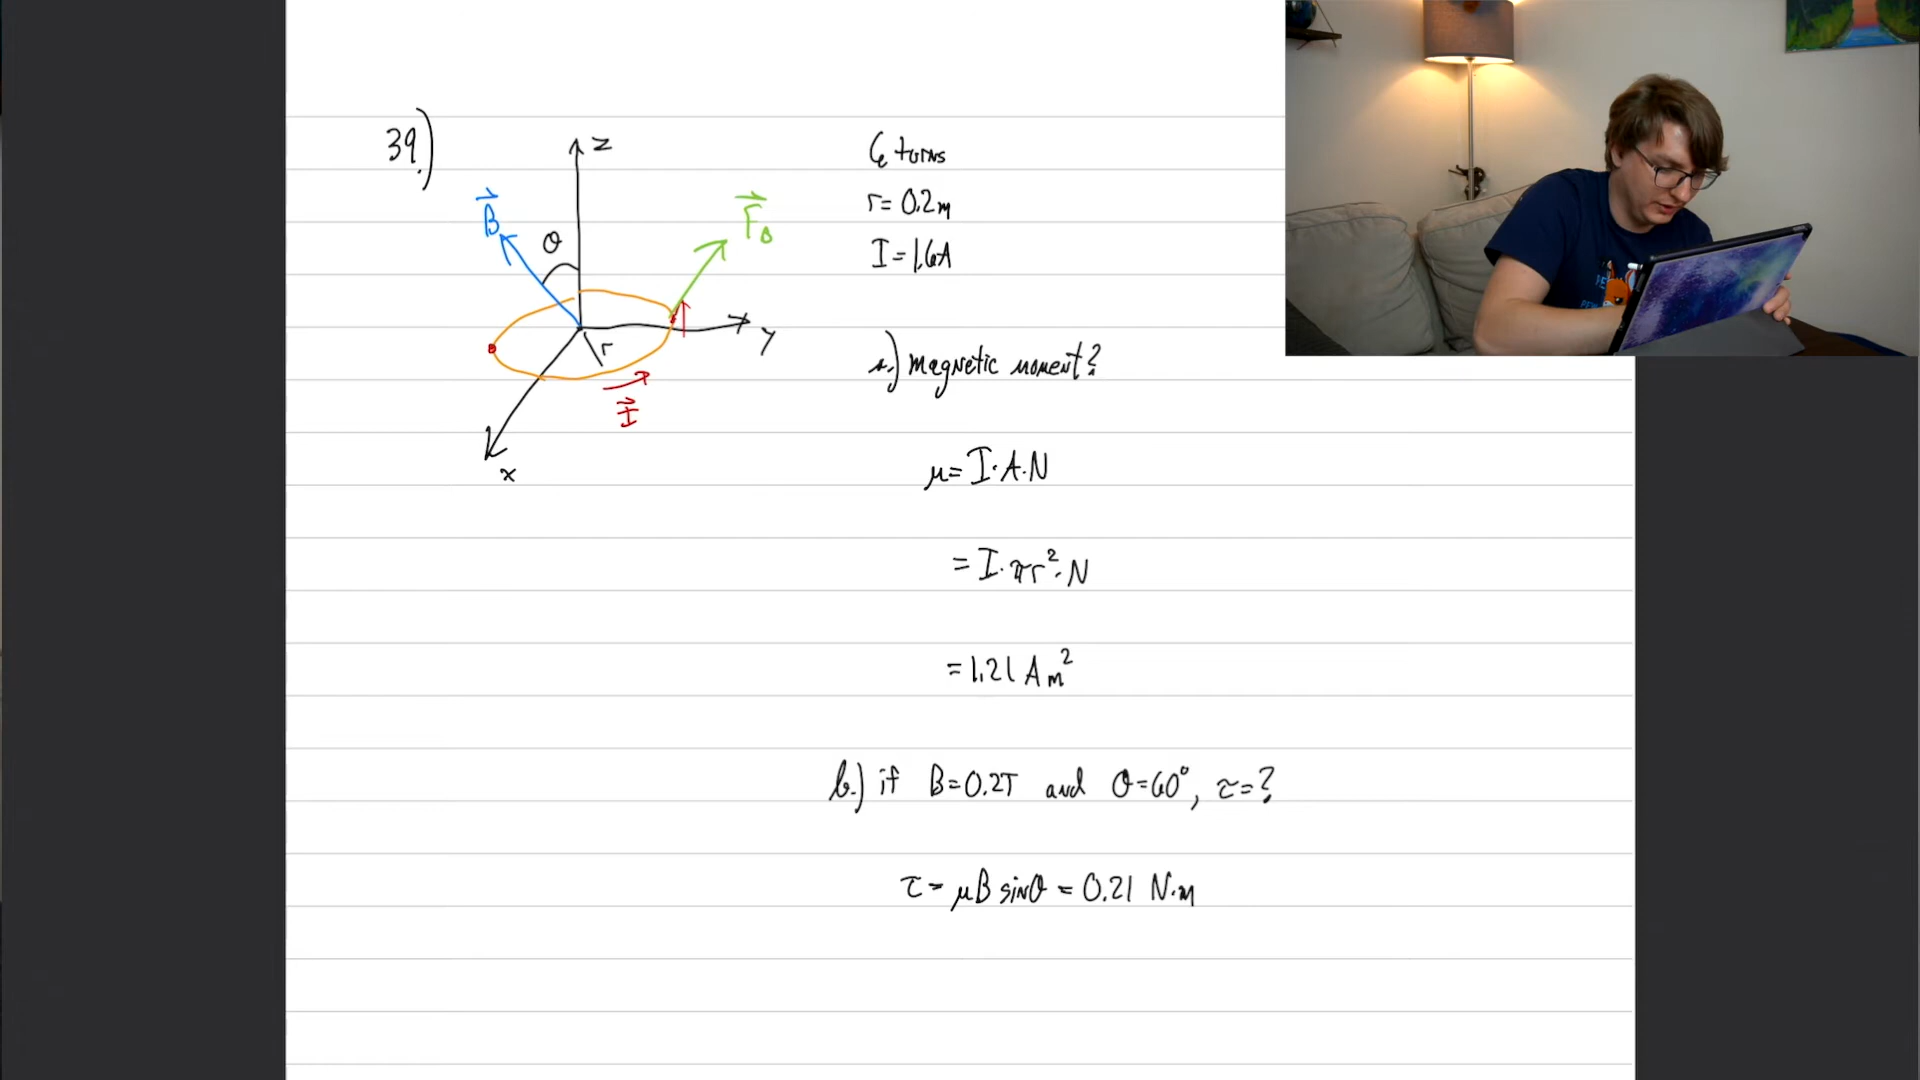 39.)
z
B
θ
F_B
y
r
I
x
6 turns
r = 0.2m
I = 1.6A
a.) magnetic moment?
μ = I·A·N
= I·πr²·N
= 1.21 Am²
b.) if B=0.2T and θ=60°, τ=?
τ = μB sinθ = 0.21 N·m